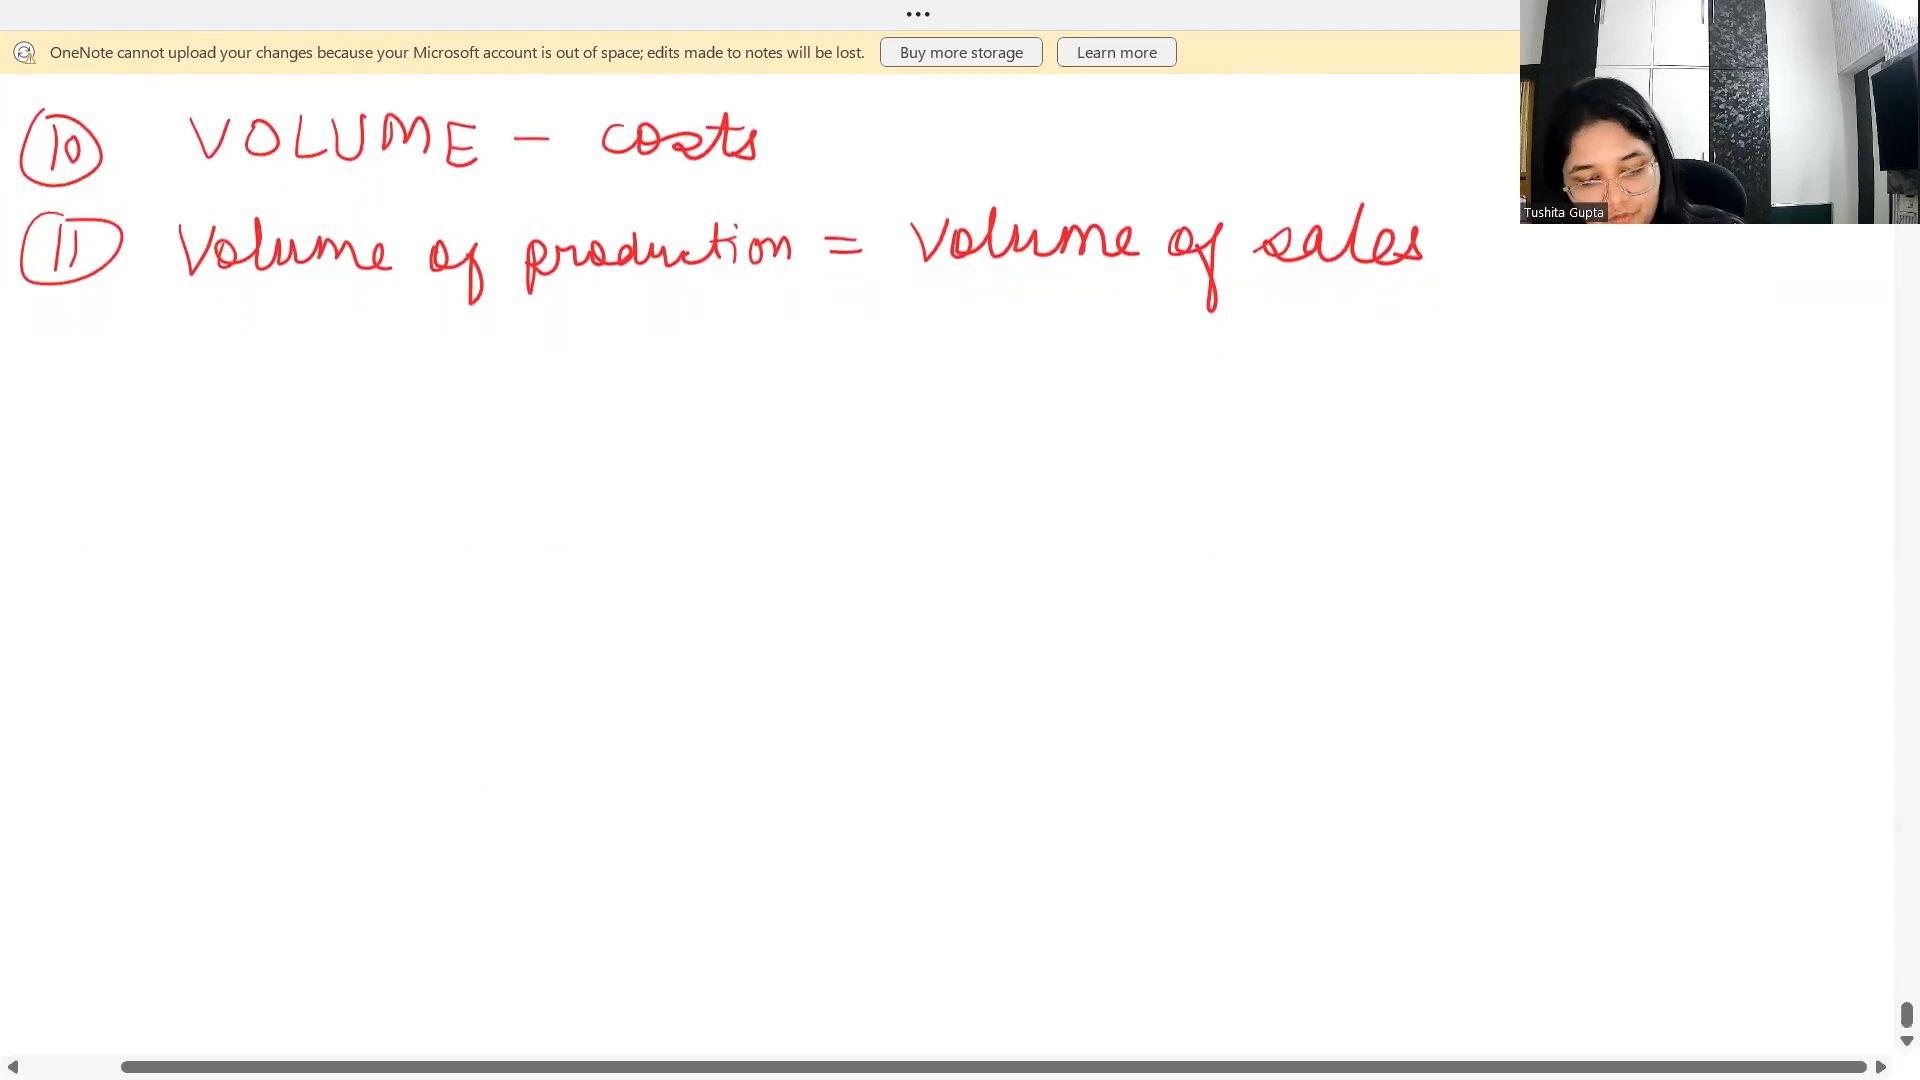 •••
OneNote cannot upload your changes because your Microsoft account is out of space; edits made to notes will be lost. Buy more storage Learn more
10 VOLUME - costs
Tushita Gupta
11 Volume of production = Volume of sales